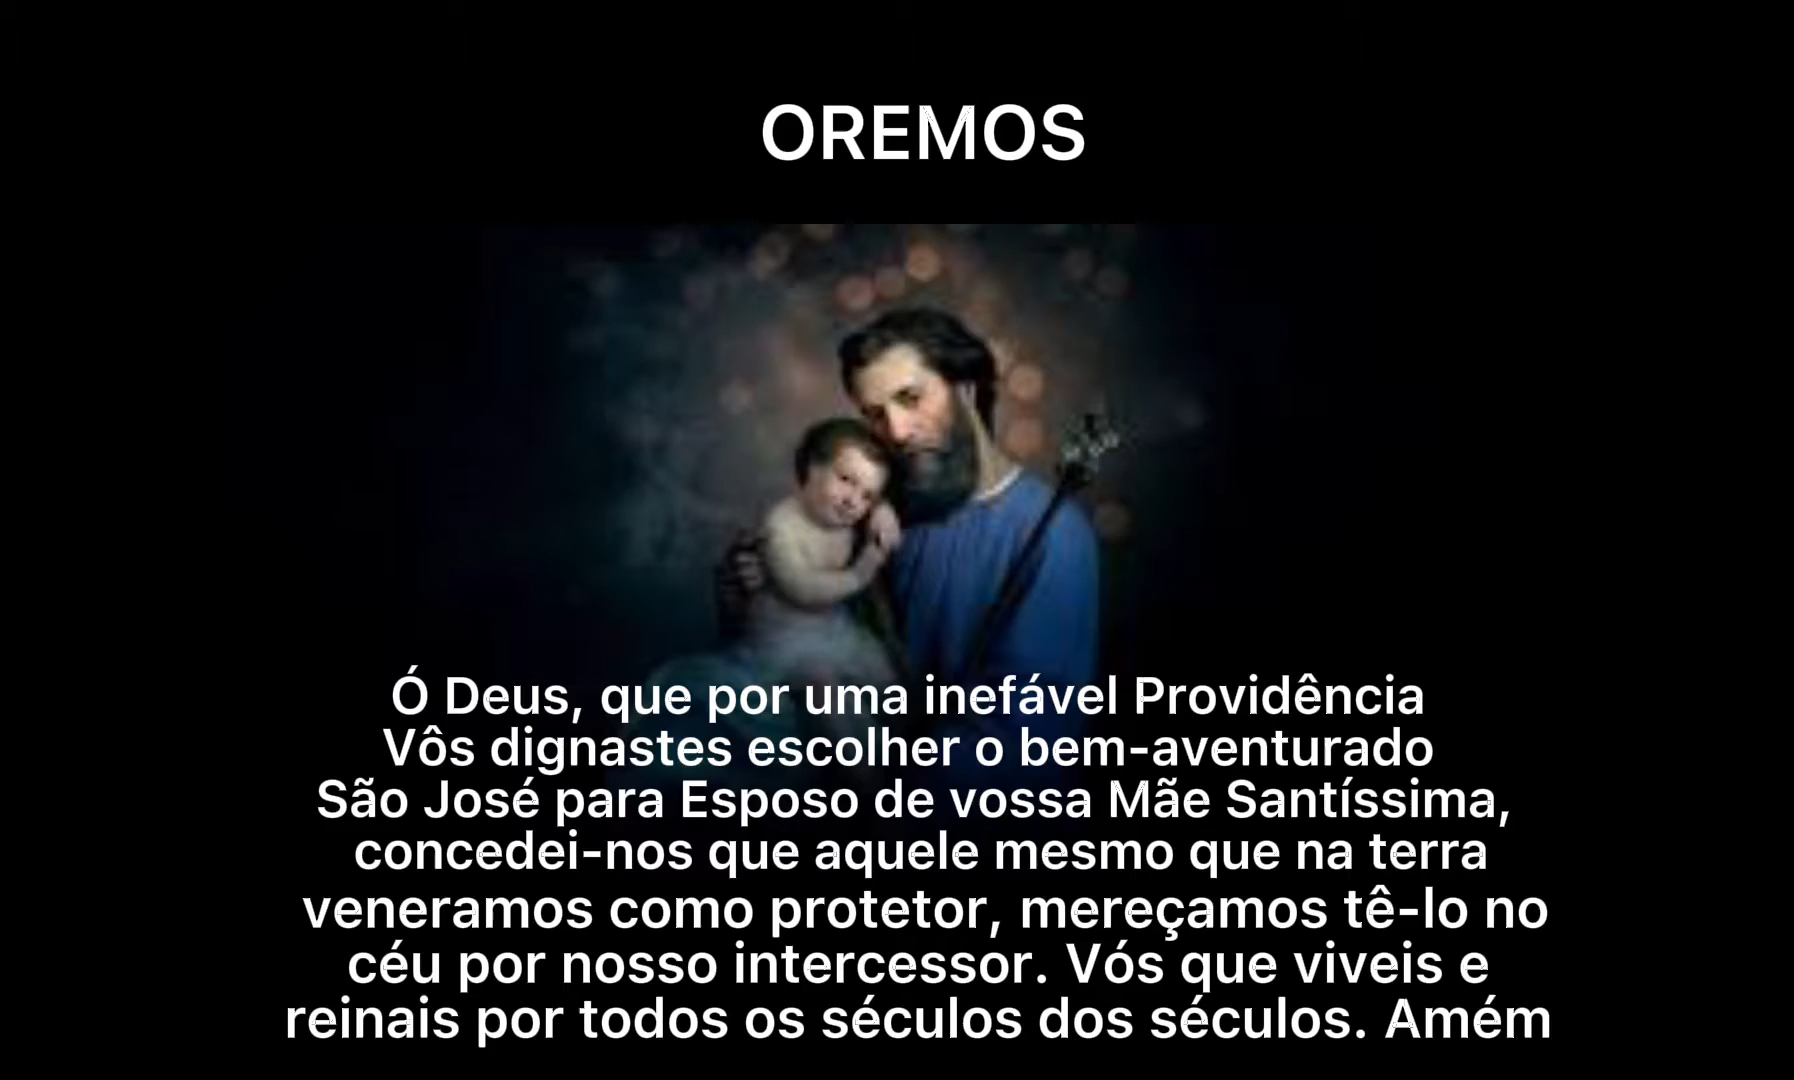 OREMOS
Ó Deus, que por uma inefável Providência
Vôs dignastes escolher o bem-aventurado
São José para Esposo de vossa Mãe Santíssima,
concedei-nos que aquele mesmo que na terra
veneramos como protetor, mereçamos tê-lo no
céu por nosso intercessor. Vós que viveis e
reinais por todos os séculos dos séculos. Amém